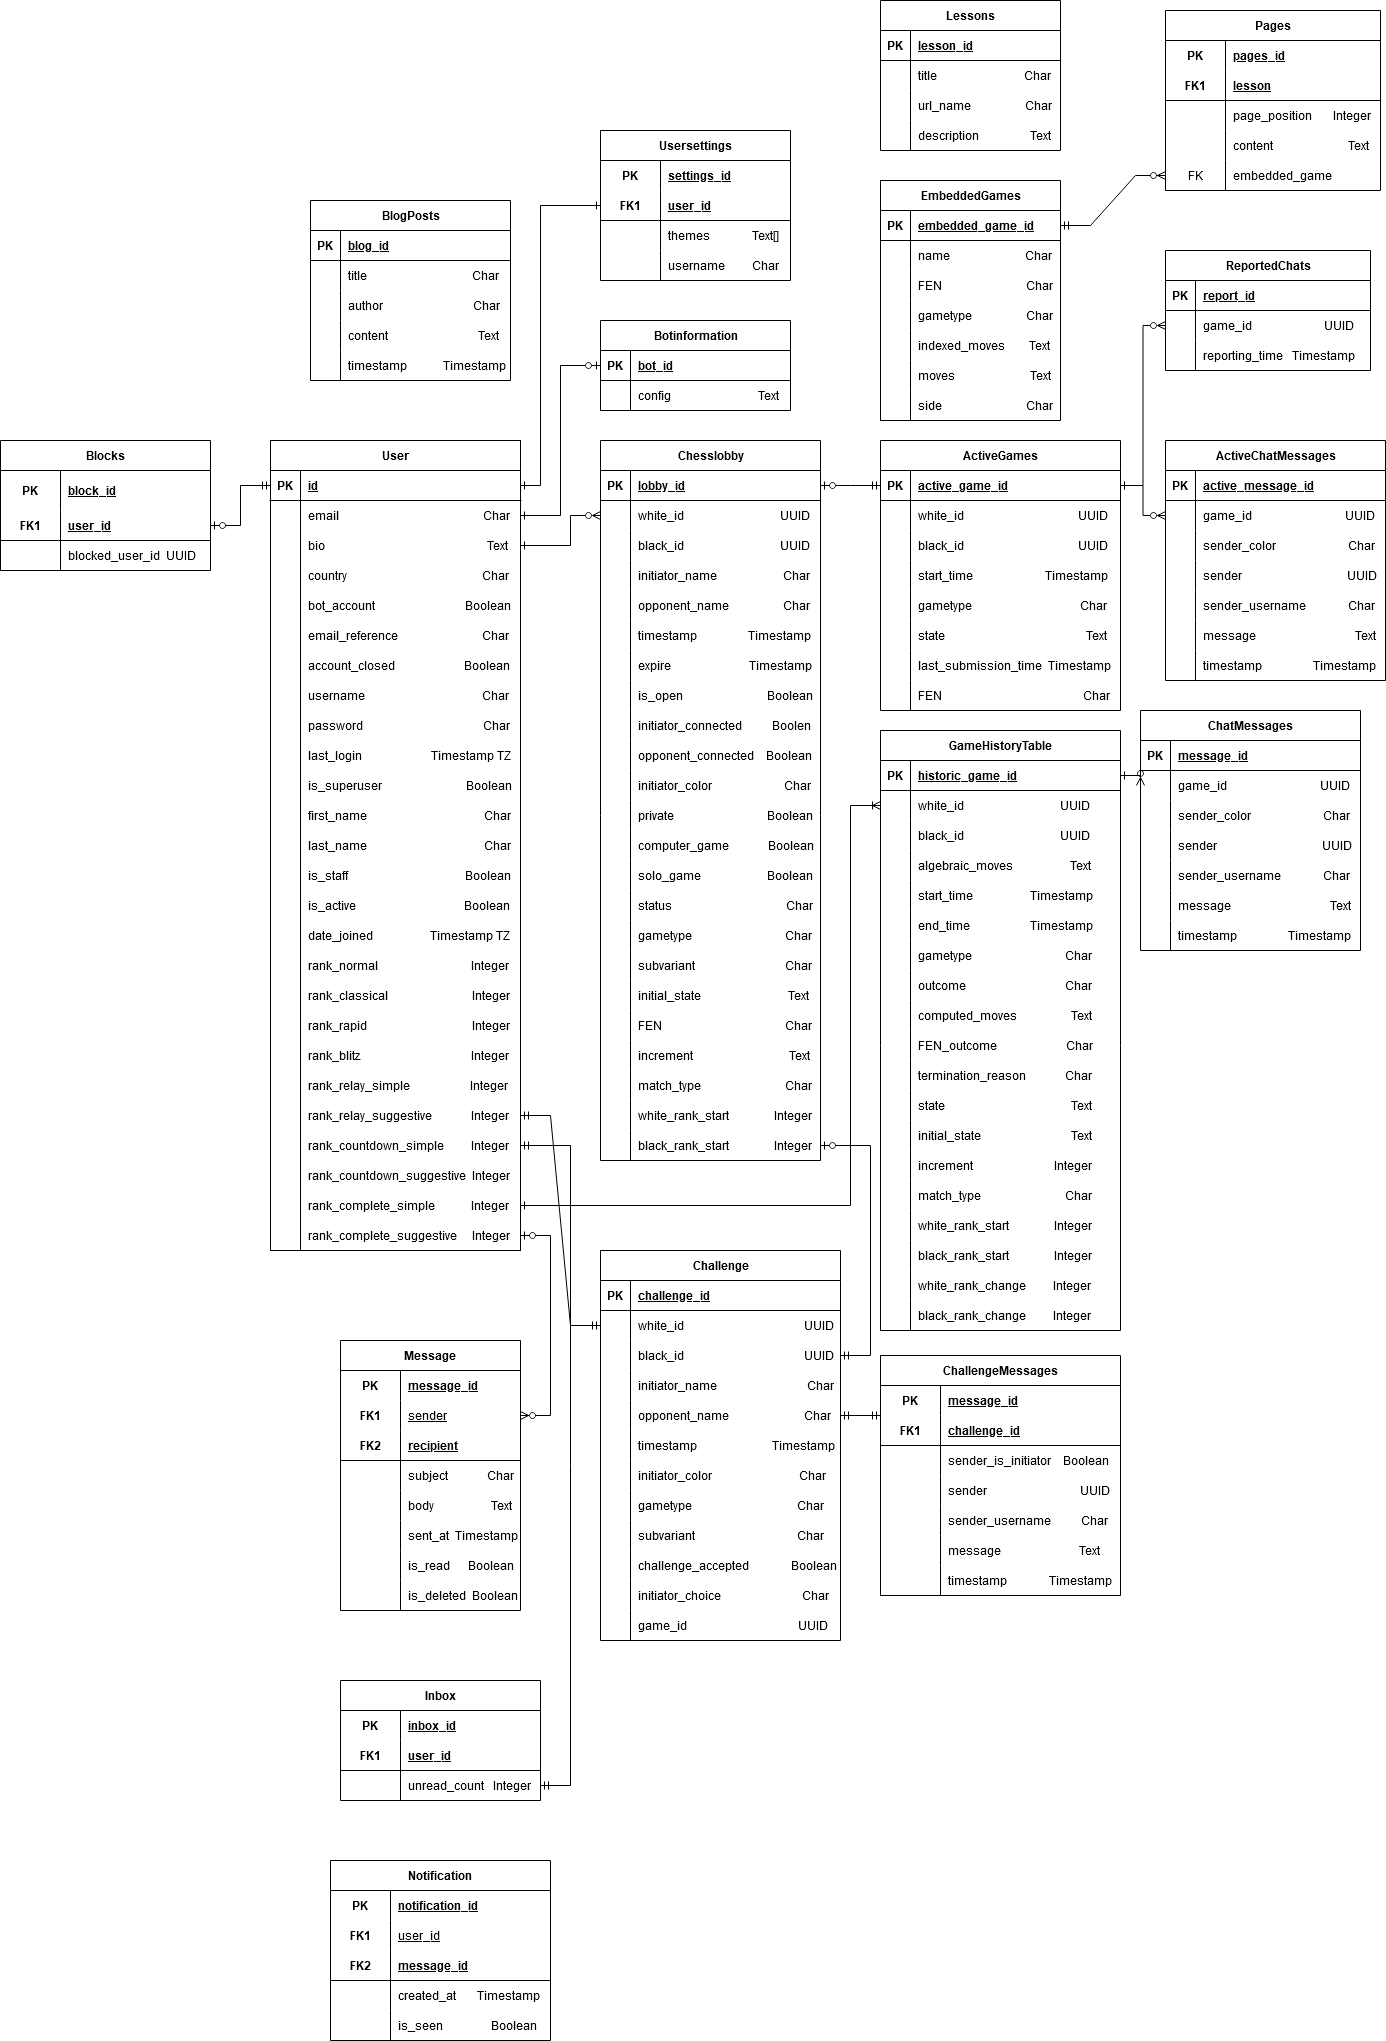 Lessons
PK lesson_id
title Char
url_name Char
description Text
Pages
PK pages_id
FK1 lesson
page_position Integer
content Text
FK embedded_game
Usersettings
PK settings_id
FK1 user_id
themes Text[]
username Char
EmbeddedGames
PK embedded_game_id
name Char
FEN Char
gametype Char
indexed_moves Text
moves Text
side Char
BlogPosts
PK blog_id
title Char
author Char
content Text
timestamp Timestamp
ReportedChats
PK report_id
game_id UUID
reporting_time Timestamp
Botinformation
PK bot_id
config Text
Blocks
PK block_id
FK1 user_id
blocked_user_id UUID
User
PK id
email Char
bio Text
country Char
bot_account Boolean
email_reference Char
account_closed Boolean
username Char
password Char
last_login Timestamp TZ
is_superuser Boolean
first_name Char
last_name Char
is_staff Boolean
is_active Boolean
date_joined Timestamp TZ
rank_normal Integer
rank_classical Integer
rank_rapid Integer
rank_blitz Integer
rank_relay_simple Integer
rank_relay_suggestive Integer
rank_countdown_simple Integer
rank_countdown_suggestive Integer
rank_complete_simple Integer
rank_complete_suggestive Integer
Chesslobby
PK lobby_id
white_id UUID
black_id UUID
initiator_name Char
opponent_name Char
timestamp Timestamp
expire Timestamp
is_open Boolean
initiator_connected Boolen
opponent_connected Boolean
initiator_color Char
private Boolean
computer_game Boolean
solo_game Boolean
status Char
gametype Char
subvariant Char
initial_state Text
FEN Char
increment Text
match_type Char
white_rank_start Integer
black_rank_start Integer
ActiveGames
PK active_game_id
white_id UUID
black_id UUID
start_time Timestamp
gametype Char
state Text
last_submission_time Timestamp
FEN Char
ActiveChatMessages
PK active_message_id
game_id UUID
sender_color Char
sender UUID
sender_username Char
message Text
timestamp Timestamp
GameHistoryTable
PK historic_game_id
white_id UUID
black_id UUID
algebraic_moves Text
start_time Timestamp
end_time Timestamp
gametype Char
outcome Char
computed_moves Text
FEN_outcome Char
termination_reason Char
state Text
initial_state Text
increment Integer
match_type Char
white_rank_start Integer
black_rank_start Integer
white_rank_change Integer
black_rank_change Integer
ChatMessages
PK message_id
game_id UUID
sender_color Char
sender UUID
sender_username Char
message Text
timestamp Timestamp
Challenge
PK challenge_id
white_id UUID
black_id UUID
initiator_name Char
opponent_name Char
timestamp Timestamp
initiator_color Char
gametype Char
subvariant Char
challenge_accepted Boolean
initiator_choice Char
game_id UUID
ChallengeMessages
PK message_id
FK1 challenge_id
sender_is_initiator Boolean
sender UUID
sender_username Char
message Text
timestamp Timestamp
Message
PK message_id
FK1 sender
FK2 recipient
subject Char
body Text
sent_at Timestamp
is_read Boolean
is_deleted Boolean
Inbox
PK inbox_id
FK1 user_id
unread_count Integer
Notification
PK notification_id
FK1 user_id
FK2 message_id
created_at Timestamp
is_seen Boolean